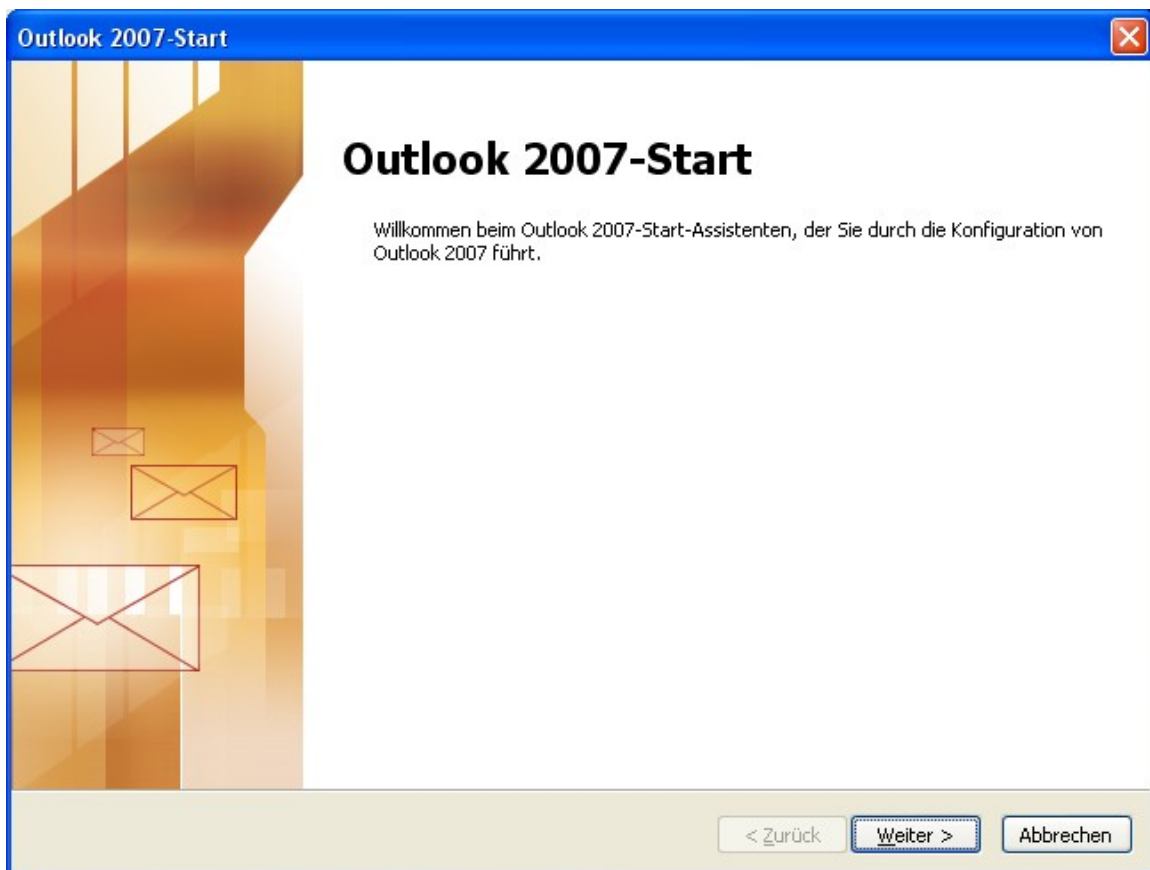 Outlook 2007-Start
Outlook 2007-Start
Willkommen beim Outlook 2007-Start-Assistenten, der Sie durch die Konfiguration von
Outlook 2007 führt.
< Zurück Weiter > Abbrechen